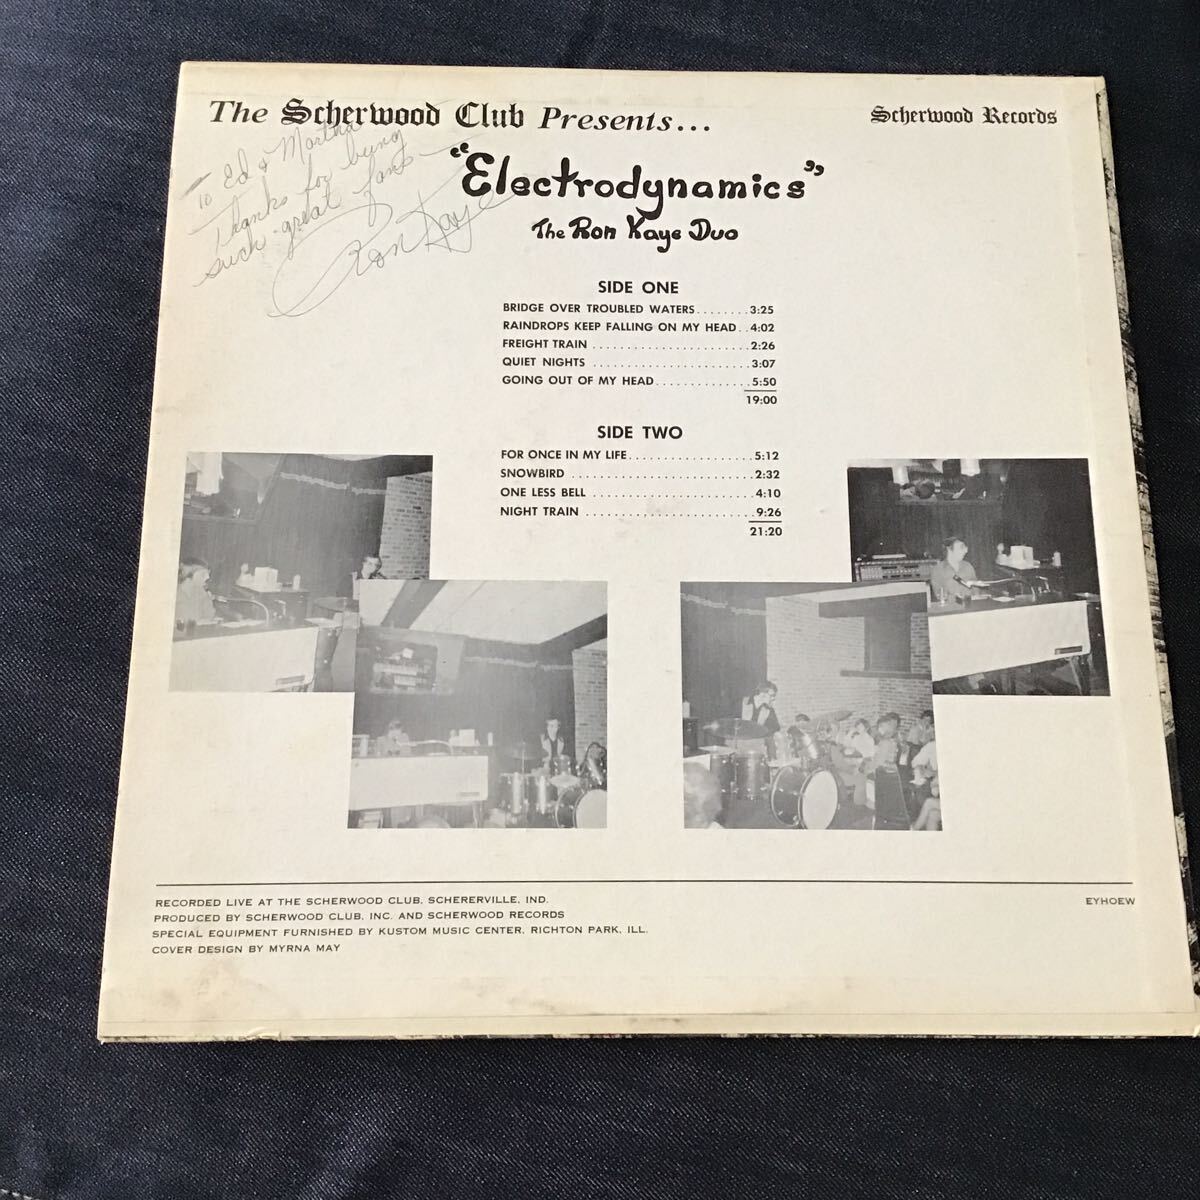 The Scherwood Club Presents...
Scherwood Records
To Ed & Martha
Thanks for being
such great fans -
Ron Kaye
"Electrodynamics"
The Ron Kaye Duo
SIDE ONE
BRIDGE OVER TROUBLED WATERS........3:25
RAINDROPS KEEP FALLING ON MY HEAD..4:02
FREIGHT TRAIN ......................2:26
QUIET NIGHTS ......................3:07
GOING OUT OF MY HEAD.............5:50
19:00
SIDE TWO
FOR ONCE IN MY LIFE..................5:12
SNOWBIRD ..........................2:32
ONE LESS BELL .......................4:10
NIGHT TRAIN ........................9:26
21:20
RECORDED LIVE AT THE SCHERWOOD CLUB, SCHERERVILLE, IND.
EYHOEW
PRODUCED BY SCHERWOOD CLUB, INC. AND SCHERWOOD RECORDS
SPECIAL EQUIPMENT FURNISHED BY KUSTOM MUSIC CENTER, RICHTON PARK, ILL.
COVER DESIGN BY MYRNA MAY